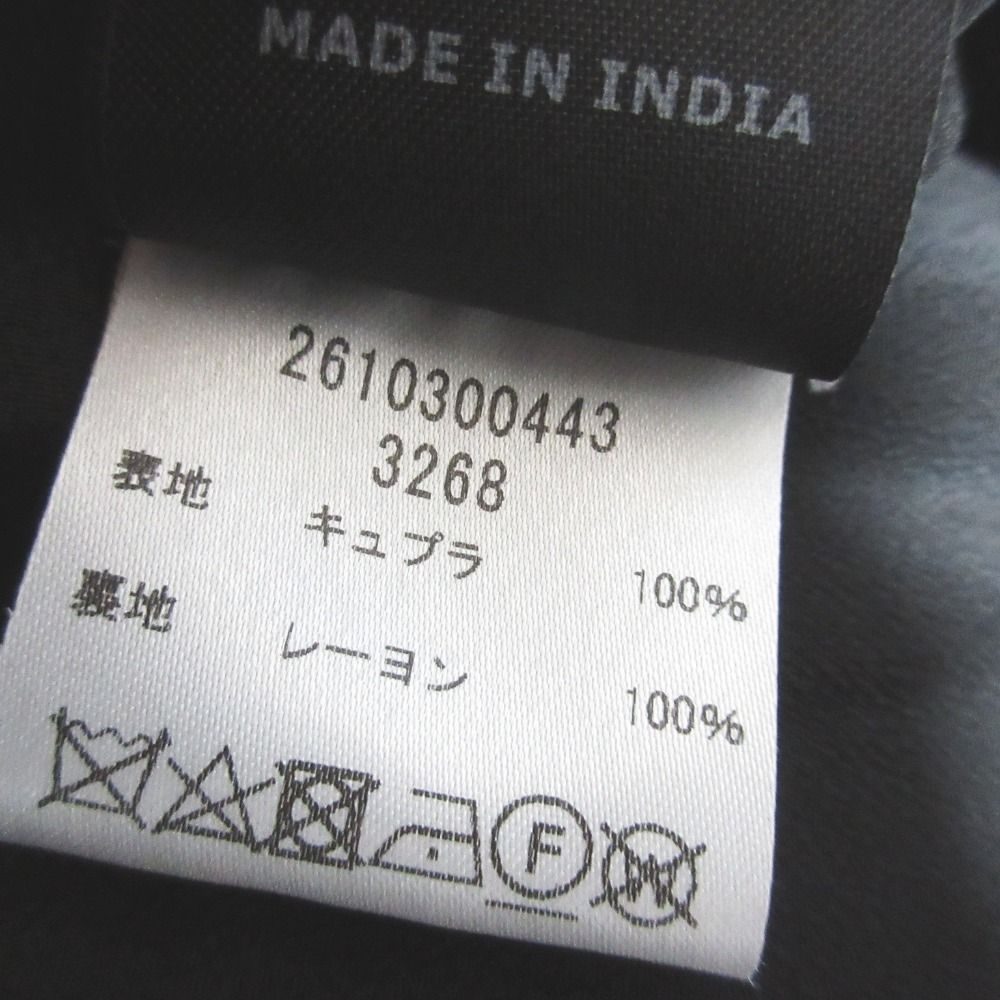 MADE IN INDIA
2610300443
3268
表地 キュプラ 100%
裏地 レーヨン 100%
F
W